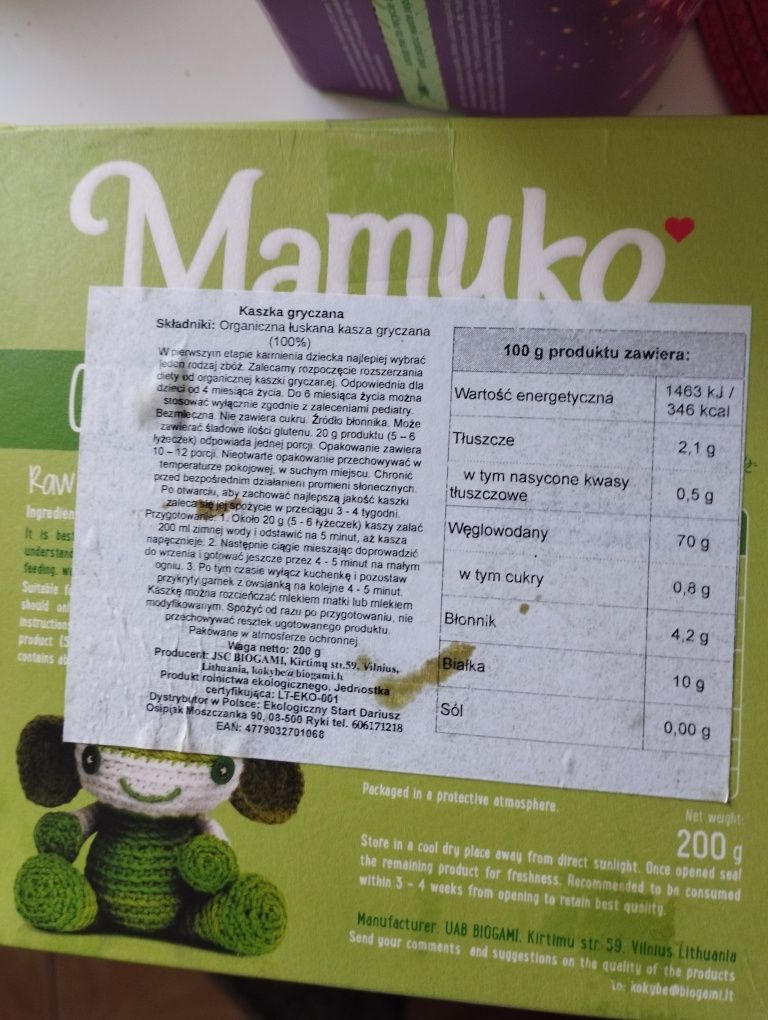 Mamuko
Kaszka gryczana
Składniki: Organiczna łuskana kasza gryczana
(100%)
W pierwszym etapie karmienia dziecka najlepiej wybrać
jeden rodzaj zbóż. Zalecamy rozpoczęcie rozszerzania
diety od organicznej kaszki gryczanej. Odpowiednia dla
dzieci od 4 miesiąca życia. Do 6 miesiąca życia można
stosować wyłącznie zgodnie z zaleceniami pediatry.
Bezmleczna. Nie zawiera cukru. Źródło błonnika. Może
zawierać śladowe ilości glutenu. 20 g produktu (5 – 6
łyżeczek) odpowiada jednej porcji. Opakowanie zawiera
10 – 12 porcji. Nieotwarte opakowanie przechowywać w
temperaturze pokojowej, w suchym miejscu. Chronić
przed bezpośrednim działaniem promieni słonecznych.
Po otwarciu, aby zachować najlepszą jakość kaszki
zaleca się jej spożycie w przeciągu 3 - 4 tygodni.
Przygotowanie: 1. Około 20 g (5 - 6 łyżeczek) kaszy zalać
200 ml zimnej wody i odstawić na 5 minut, aż kasza
napęcznieje. 2. Następnie ciągle mieszając doprowadzić
do wrzenia i gotować jeszcze przez 4 - 5 minut na małym
ogniu. 3. Po tym czasie wyłącz kuchenkę i pozostaw
przykryty garnek z owsianką na kolejne 4 - 5 minut.
Kaszkę można rozcieńczać mlekiem matki lub mlekiem
modyfikowanym. Spożyć od razu po przygotowaniu, nie
przechowywać resztek ugotowanego produktu.
Pakowane w atmosferze ochronnej.
Waga netto: 200 g
Producent: JSC BIOGAMI, Kirtimų str.59, Vilnius,
Lithuania, kokybe@biogami.lt
Produkt rolnictwa ekologicznego. Jednostka
certyfikująca: LT-EKO-001
Dystrybutor w Polsce: Ekologiczny Start Dariusz
Osipiak Moszczanka 90, 08-500 Ryki tel. 606171218
EAN: 4779032701068
100 g produktu zawiera:
Wartość energetyczna 1463 kJ /
346 kcal
Tłuszcze 2,1 g
w tym nasycone kwasy
tłuszczowe 0,5 g
Węglowodany 70 g
w tym cukry 0,8 g
Błonnik 4,2 g
Białka 10 g
Sól 0,00 g
Raw
It is best
feeding.
should
product
contains
Packaged in a protective atmosphere.
Net weight
200 g
Store in a cool dry place away from direct sunlight. Once opened seal
the remaining product for freshness. Recommended to be consumed
within 3 - 4 weeks from opening to retain best quality.
Manufacturer: UAB BIOGAMI. Kirtimu str. 59. Vilnius Lithuania
Send your comments and suggestions on the quality of the products
to: kokybe@biogami.lt